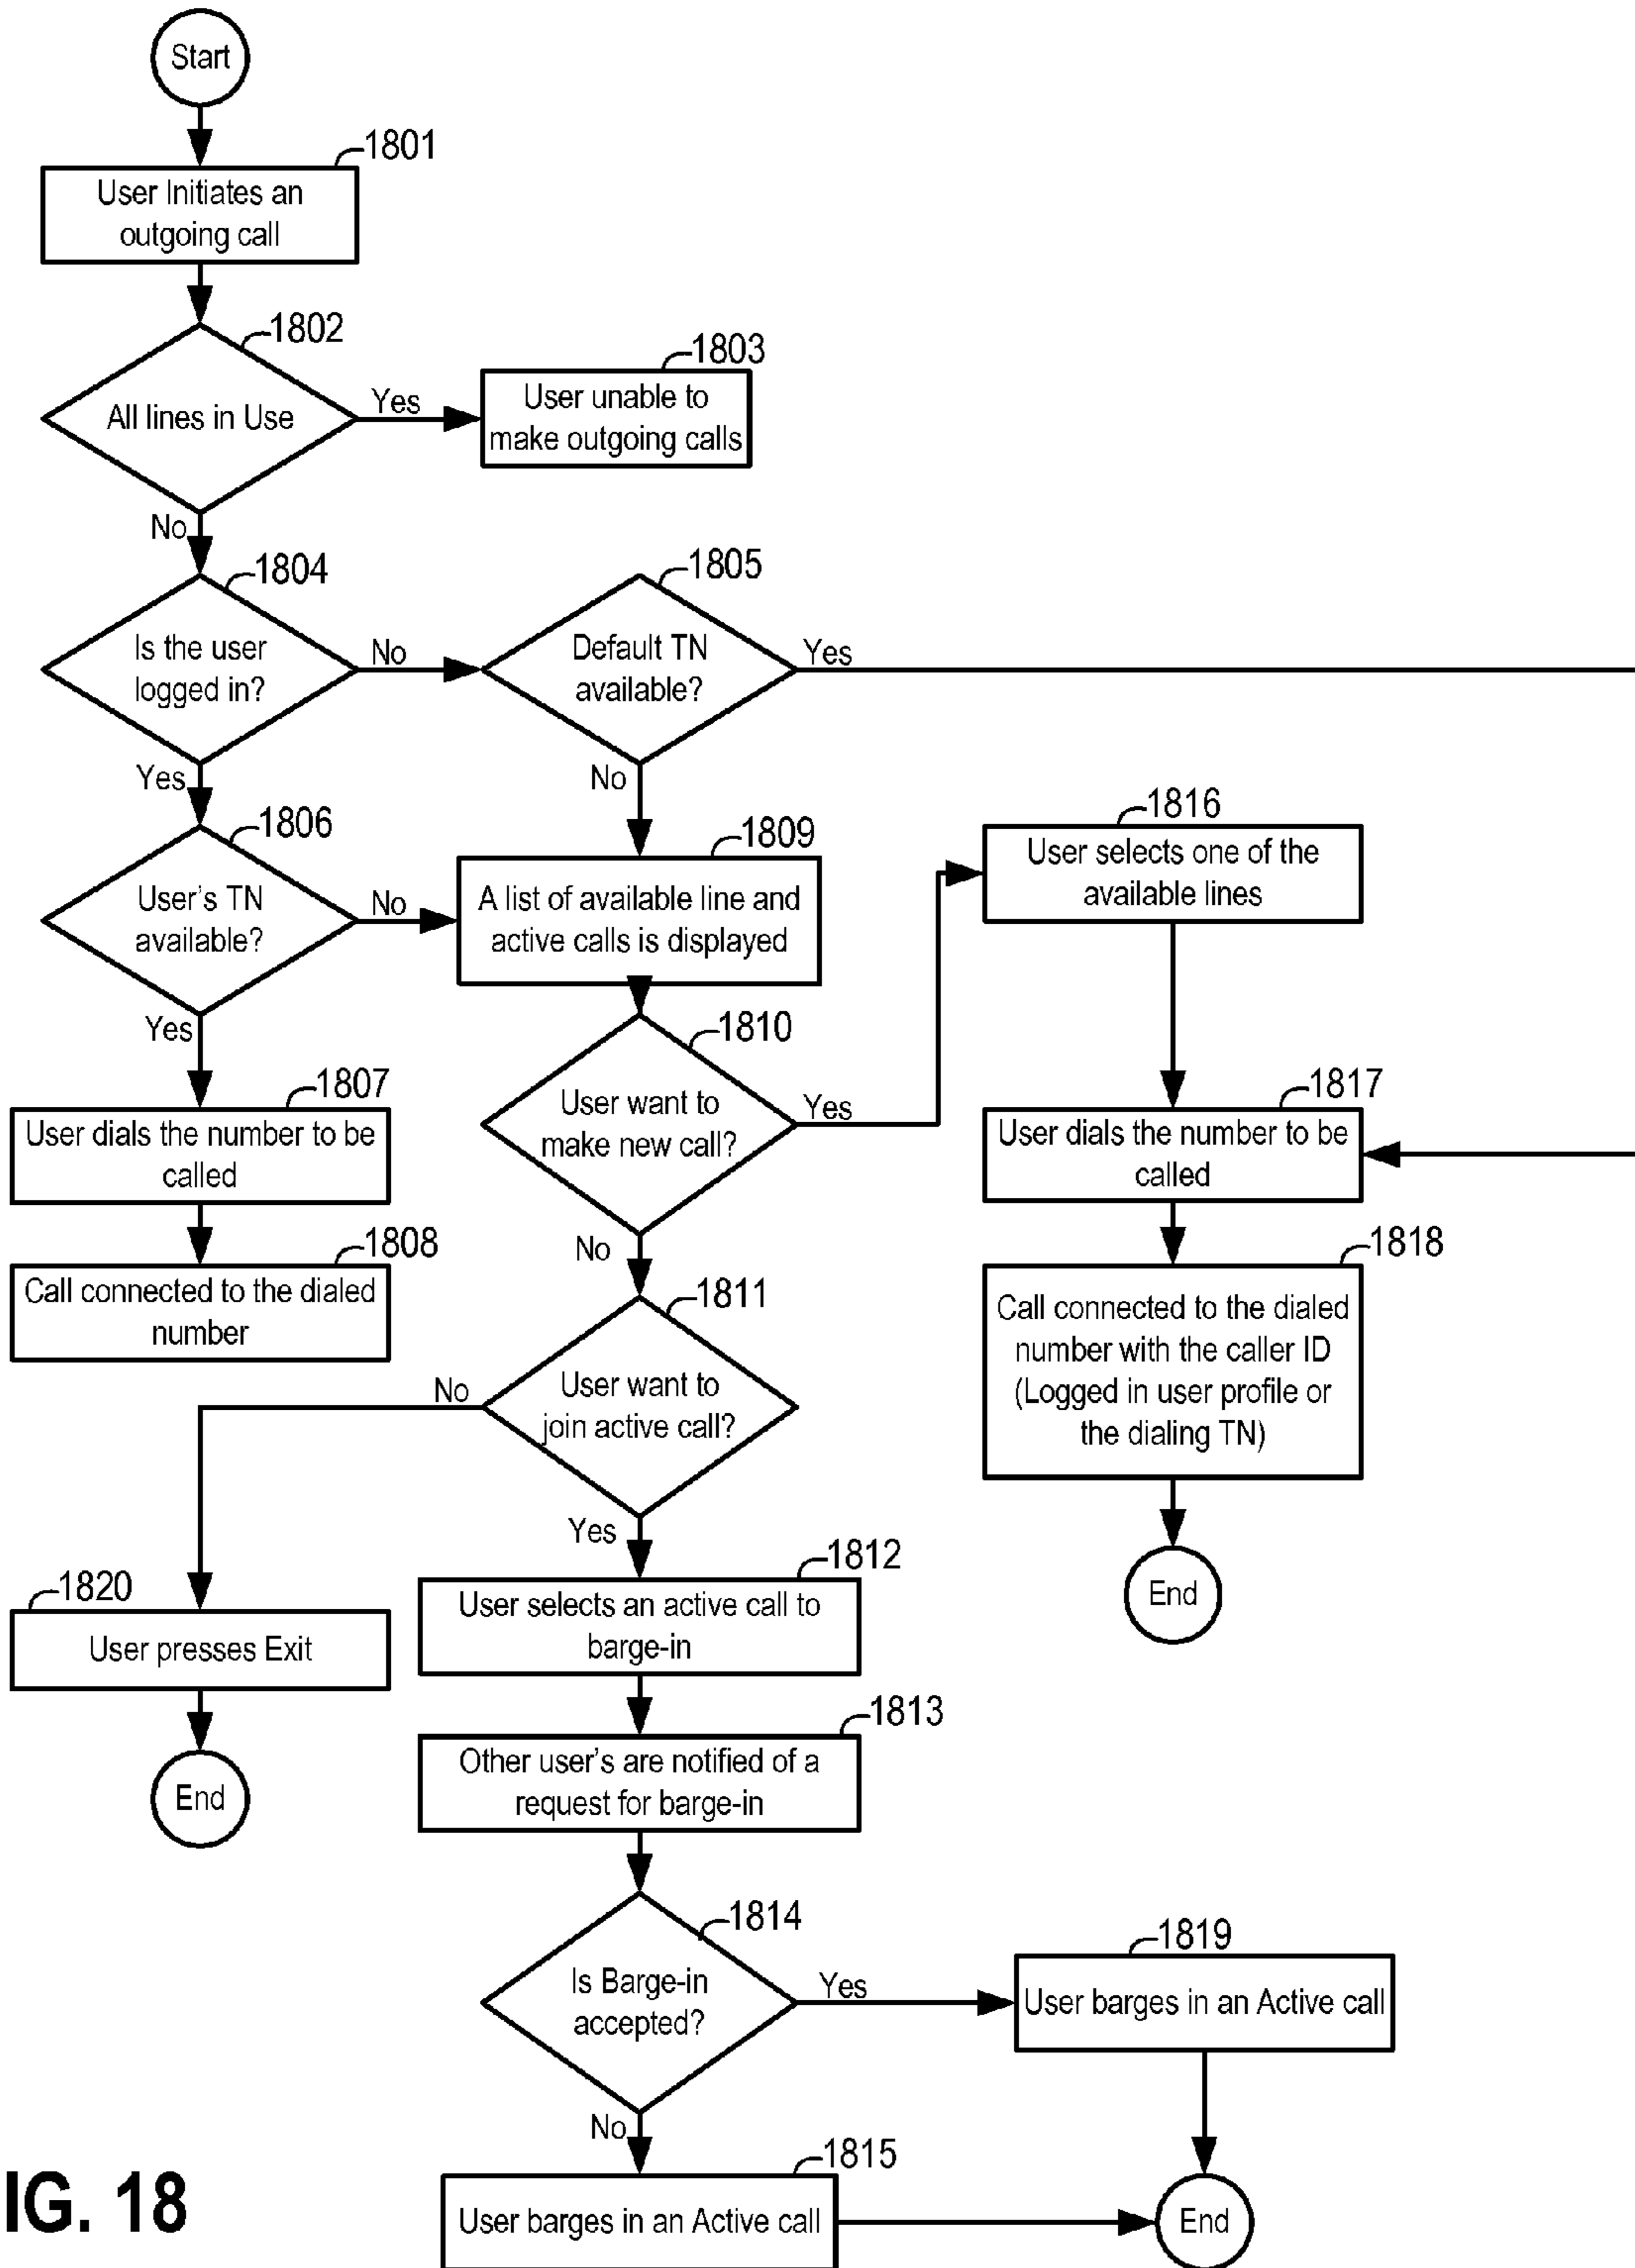 Start
1801
User Initiates an
outgoing call
1802
All lines in Use
Yes
1803
User unable to
make outgoing calls
No
1804
Is the user
logged in?
No
1805
Default TN
available?
Yes
Yes
No
1806
User's TN
available?
No
1809
A list of available line and
active calls is displayed
1816
User selects one of the
available lines
Yes
1810
User want to
make new call?
Yes
1807
User dials the number to be
called
1817
User dials the number to be
called
1808
Call connected to the dialed
number
No
1811
User want to
join active call?
No
1818
Call connected to the dialed
number with the caller ID
(Logged in user profile or
the dialing TN)
End
Yes
1812
User selects an active call to
barge-in
1820
User presses Exit
End
1813
Other user's are notified of a
request for barge-in
1814
Is Barge-in
accepted?
Yes
1819
User barges in an Active call
No
1815
User barges in an Active call
End
IG. 18